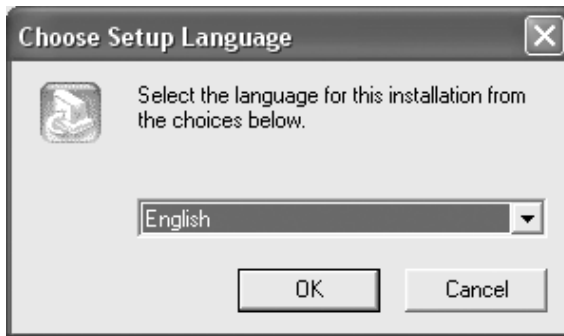 Choose Setup Language
Select the language for this installation from
the choices below.
English
OK
Cancel